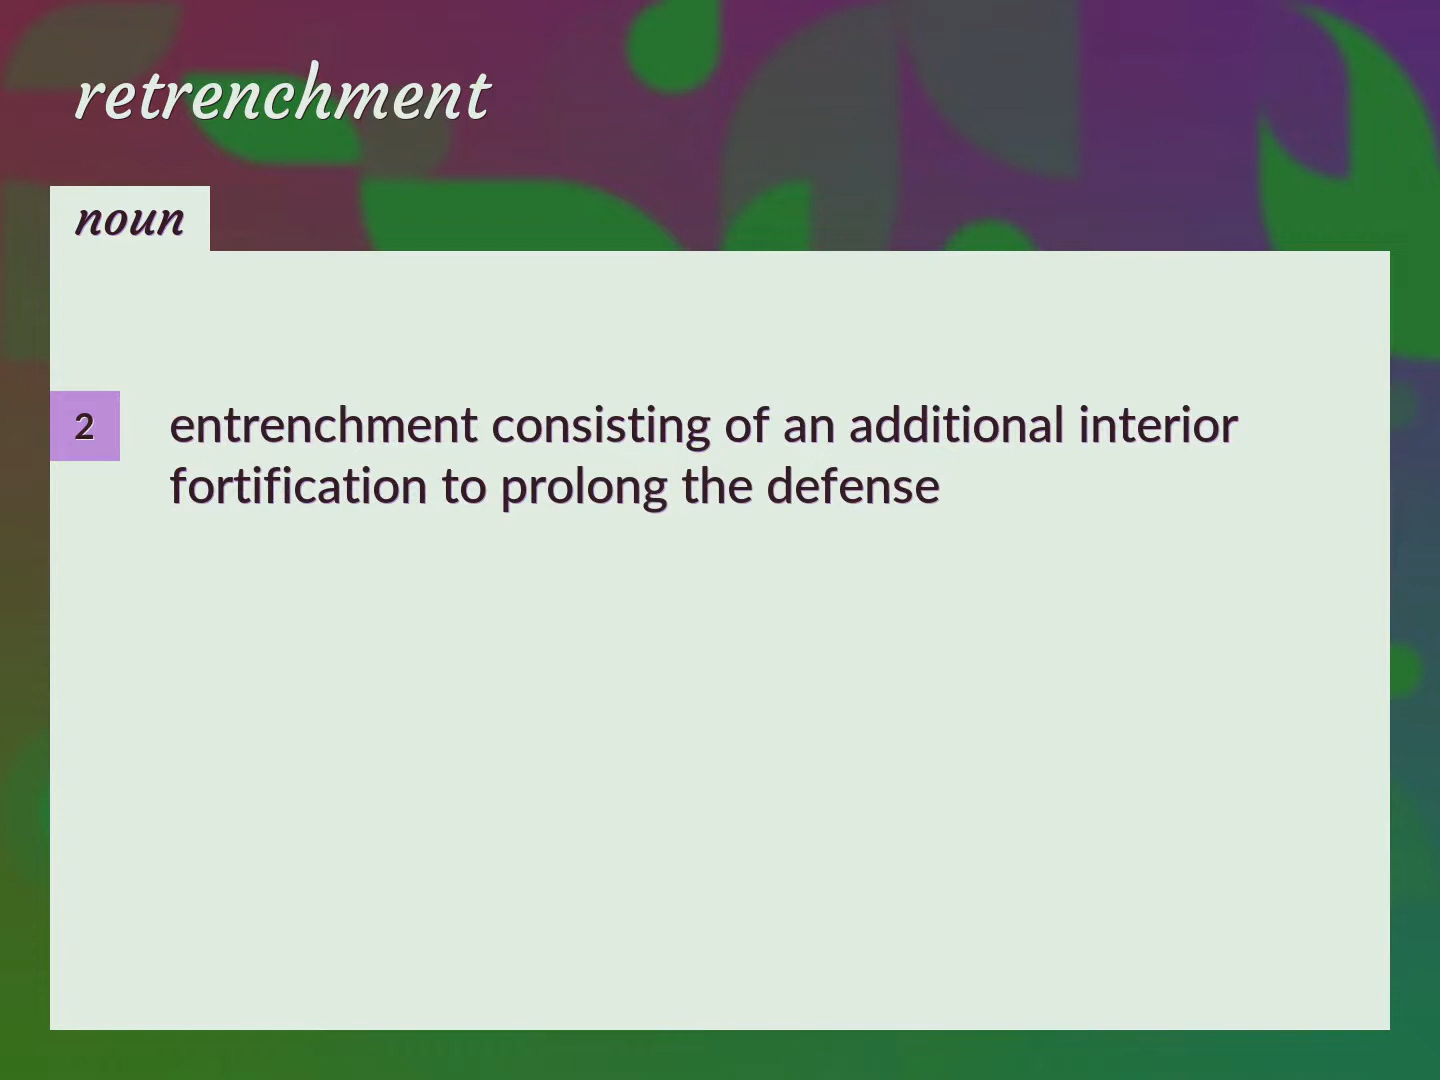 retrenchment
noun
2
entrenchment consisting of an additional interior
fortification to prolong the defense